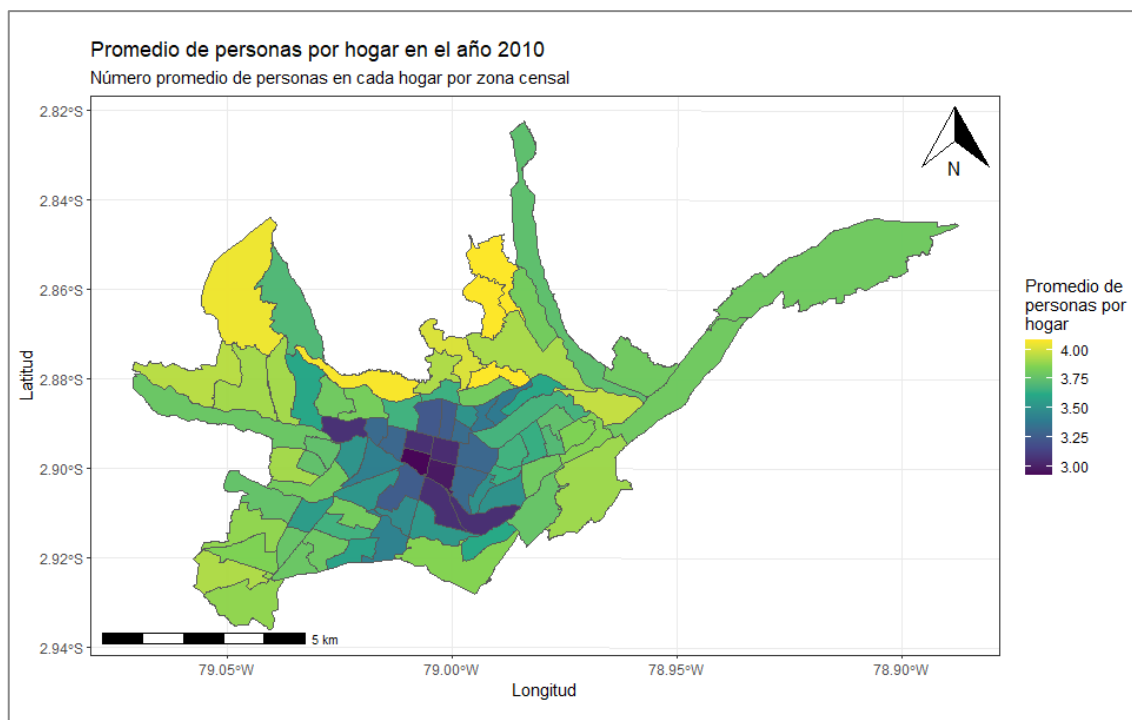 Promedio de personas por hogar en el año 2010
Número promedio de personas en cada hogar por zona censal
2.82°S
2.84°S
2.86°S
2.88°S
2.90°S
2.92°S
2.94°S
Latitud
N
Promedio de
personas por
hogar
4.00
3.75
3.50
3.25
3.00
5 km
79.05°W
79.00°W
78.95°W
78.90°W
Longitud